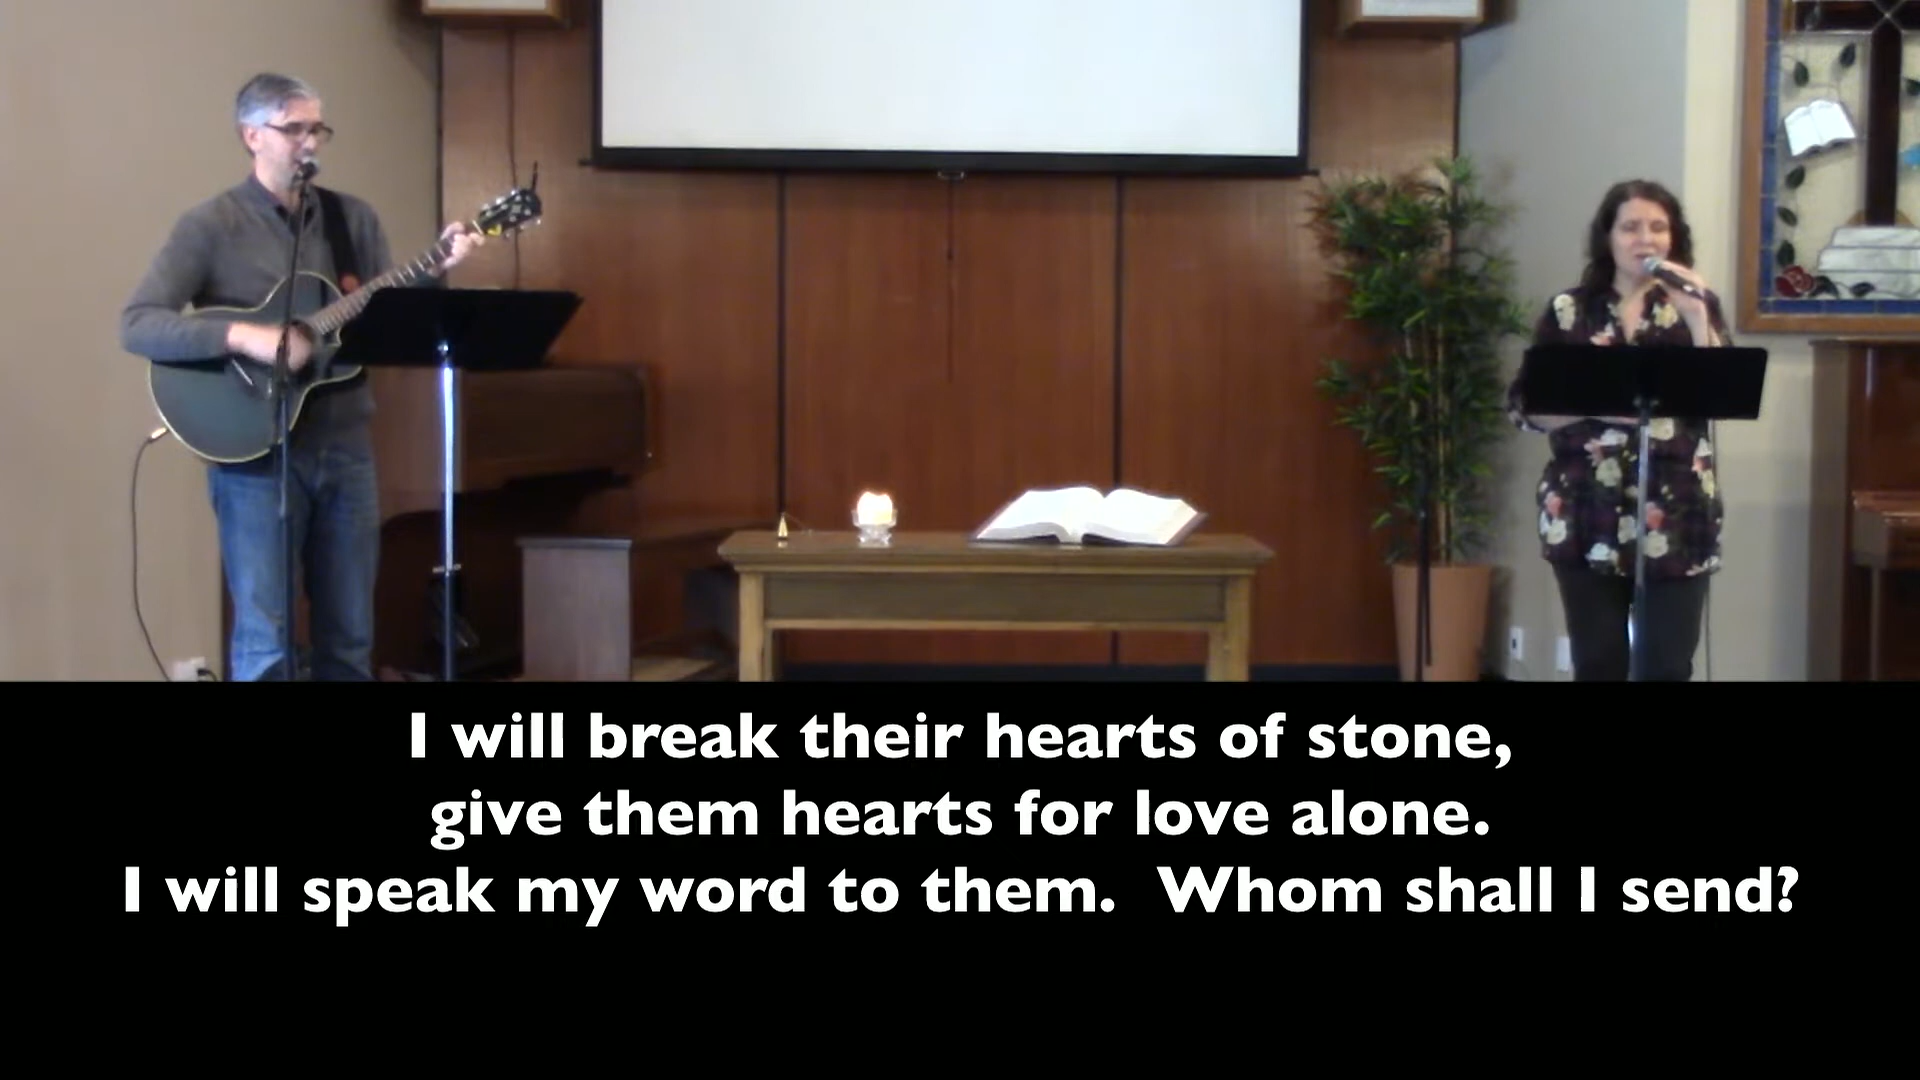 I will break their hearts of stone,
give them hearts for love alone.
I will speak my word to them.  Whom shall I send?